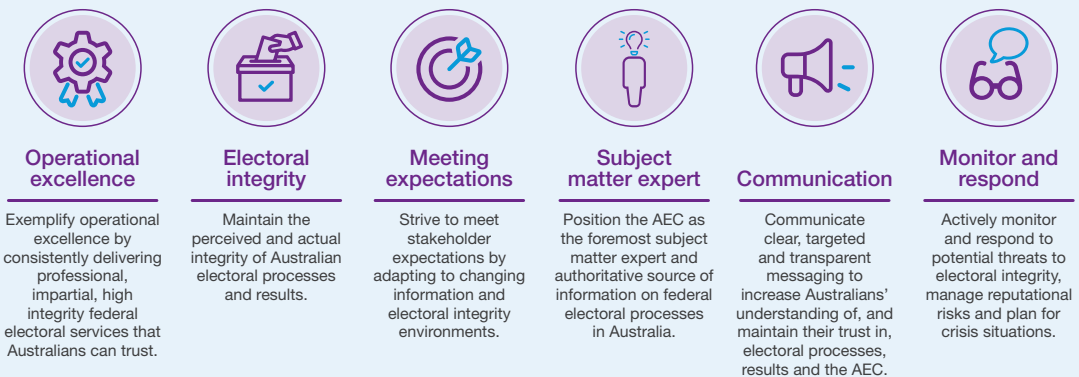 Operational
excellence
Exemplify operational
excellence by
consistently delivering
professional,
impartial, high
integrity federal
electoral services that
Australians can trust.
Electoral
integrity
Maintain the
perceived and actual
integrity of Australian
electoral processes
and results.
Meeting
expectations
Strive to meet
stakeholder
expectations by
adapting to changing
information and
electoral integrity
environments.
Subject
matter expert
Position the AEC as
the foremost subject
matter expert and
authoritative source of
information on federal
electoral processes
in Australia.
Communication
Communicate
clear, targeted
and transparent
messaging to
increase Australians’
understanding of, and
maintain their trust in,
electoral processes,
results and the AEC.
Monitor and
respond
Actively monitor
and respond to
potential threats to
electoral integrity,
manage reputational
risks and plan for
crisis situations.